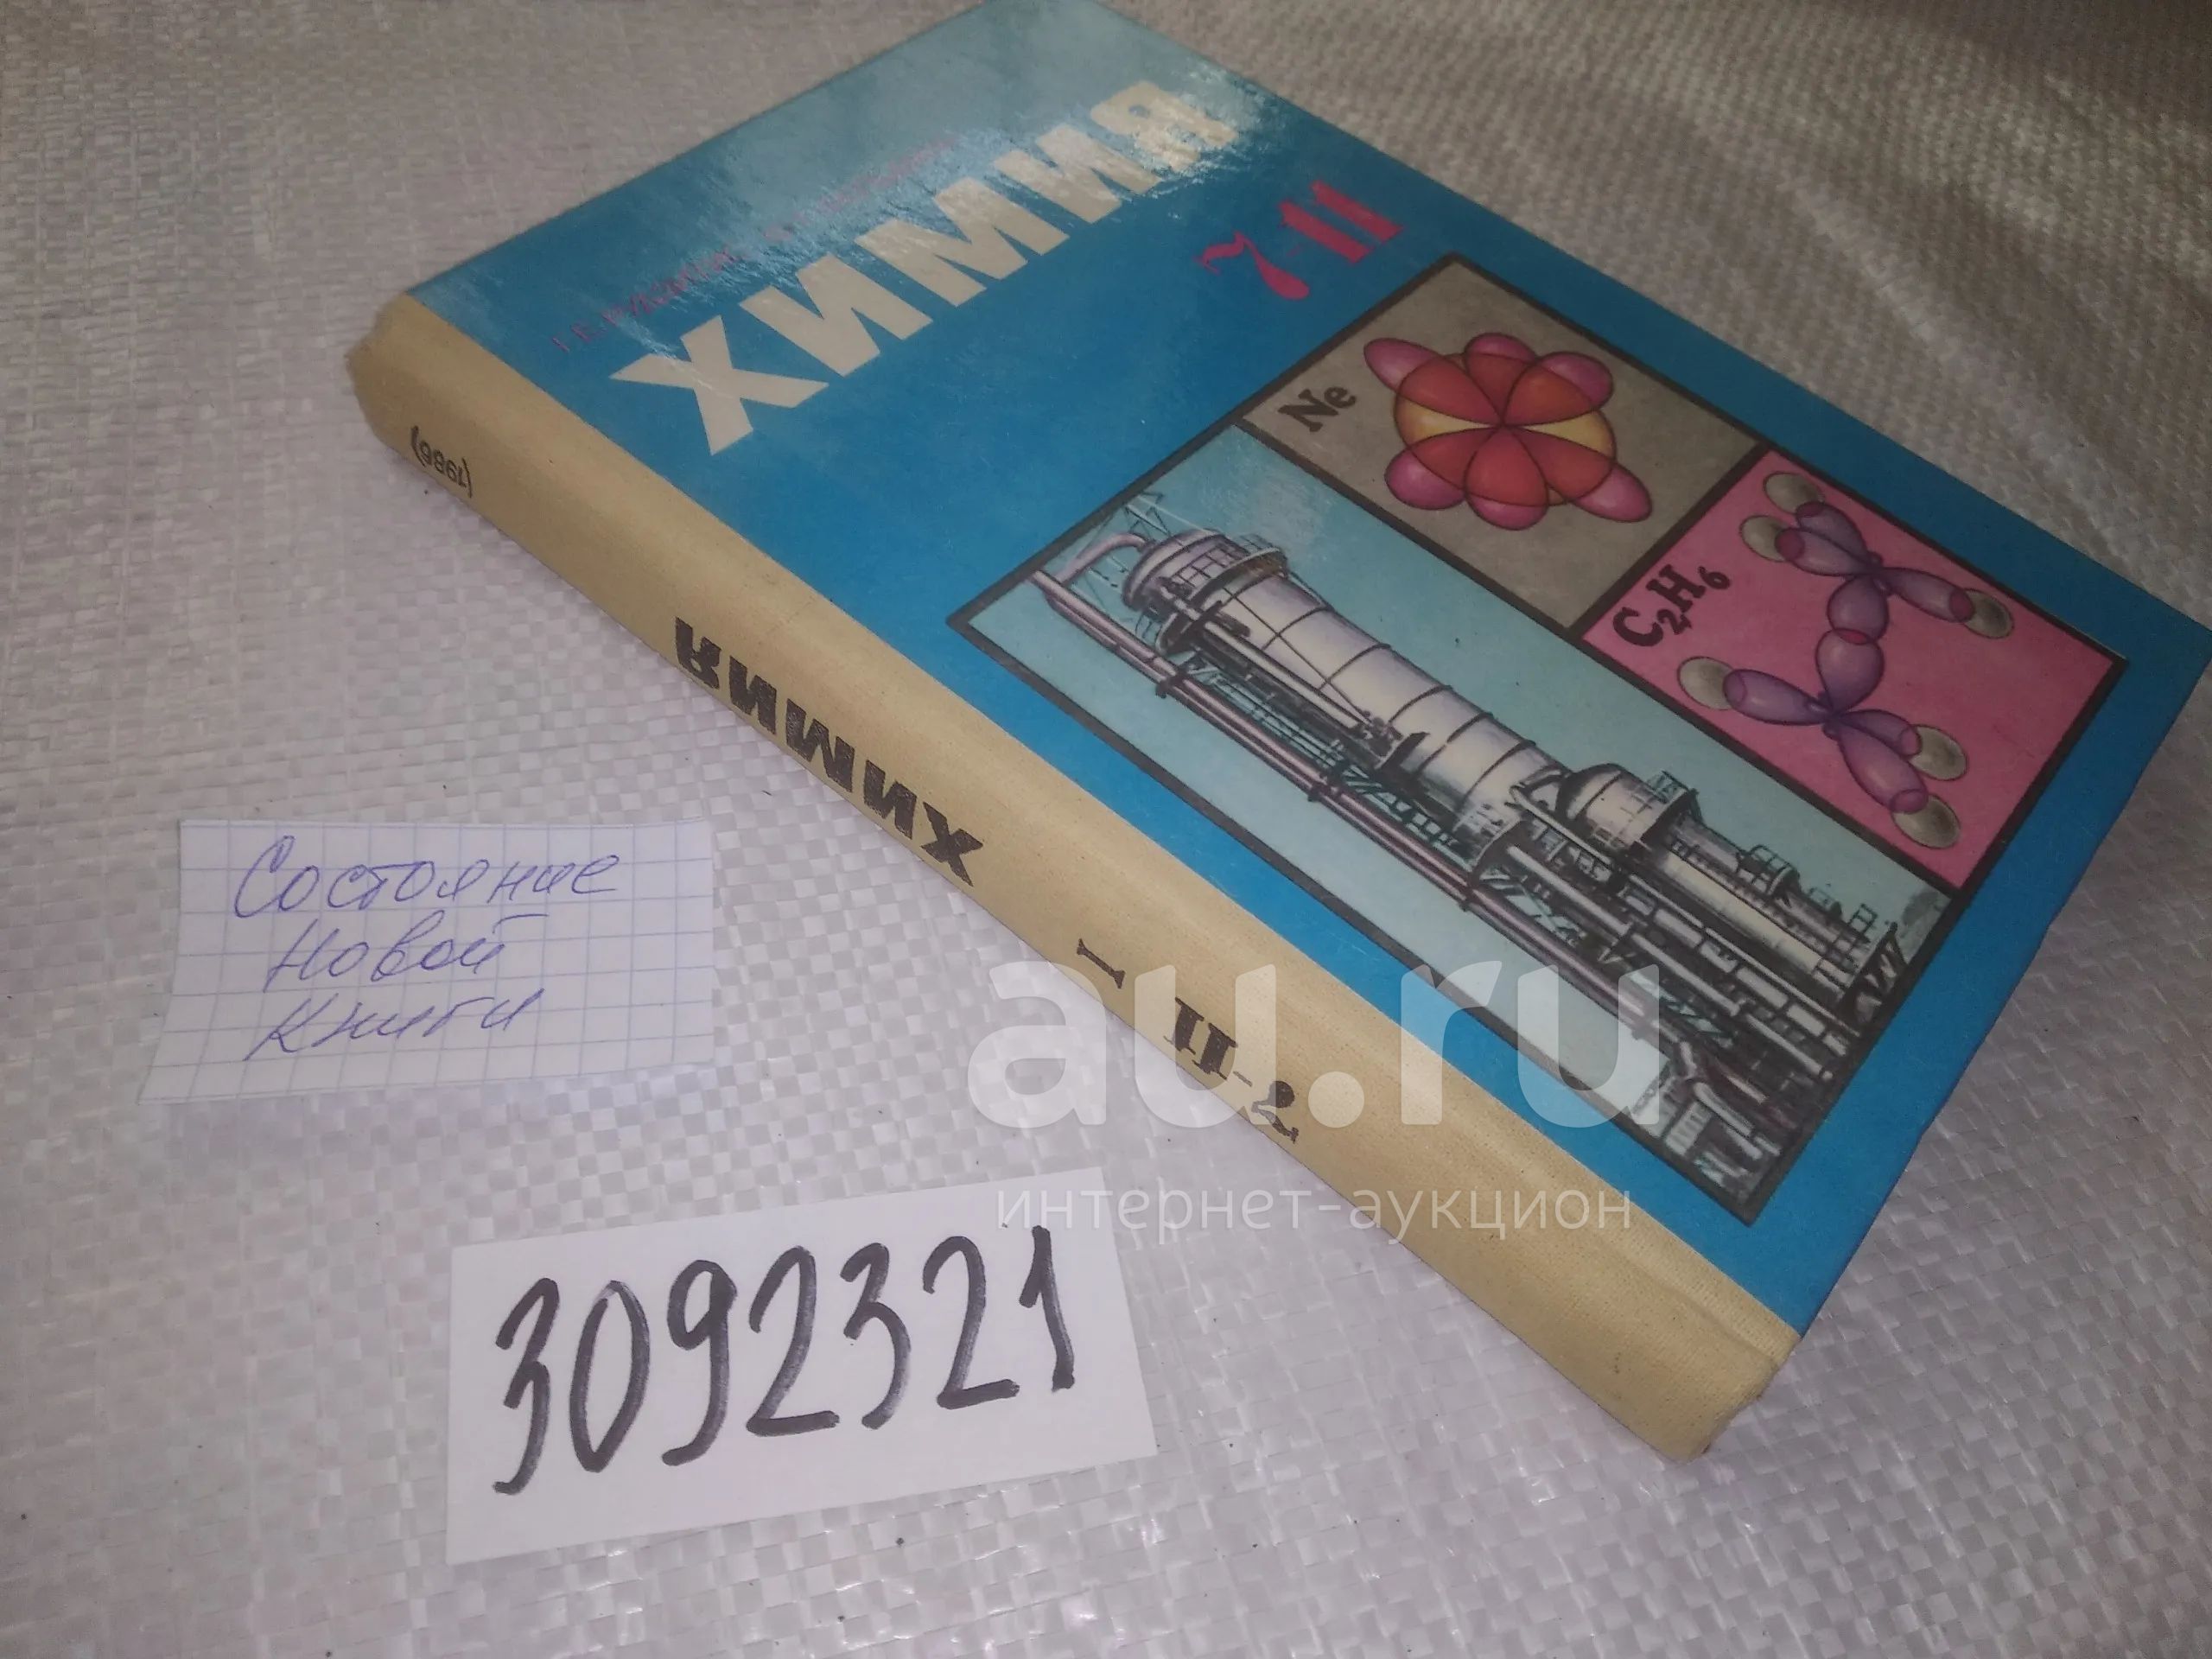 ХИМИЯ
7-11
Ne
C₂H₆
(1986)
ХИМИЯ
7-11
Состояние
Новой
Книги
3092321
au.ru
интернет-аукцион